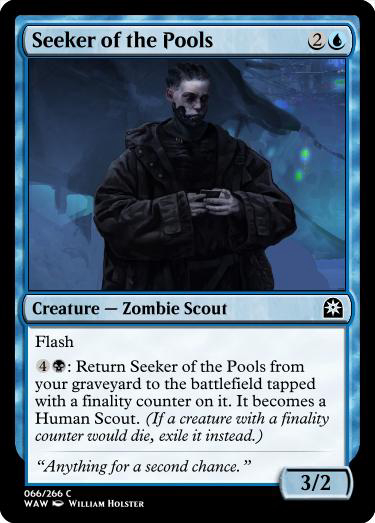 Seeker of the Pools 2
Creature — Zombie Scout
Flash
4: Return Seeker of the Pools from
your graveyard to the battlefield tapped
with a finality counter on it. It becomes a
Human Scout. (If a creature with a finality
counter would die, exile it instead.)
“Anything for a second chance.”
3/2
066/266 C
WAW William Holster